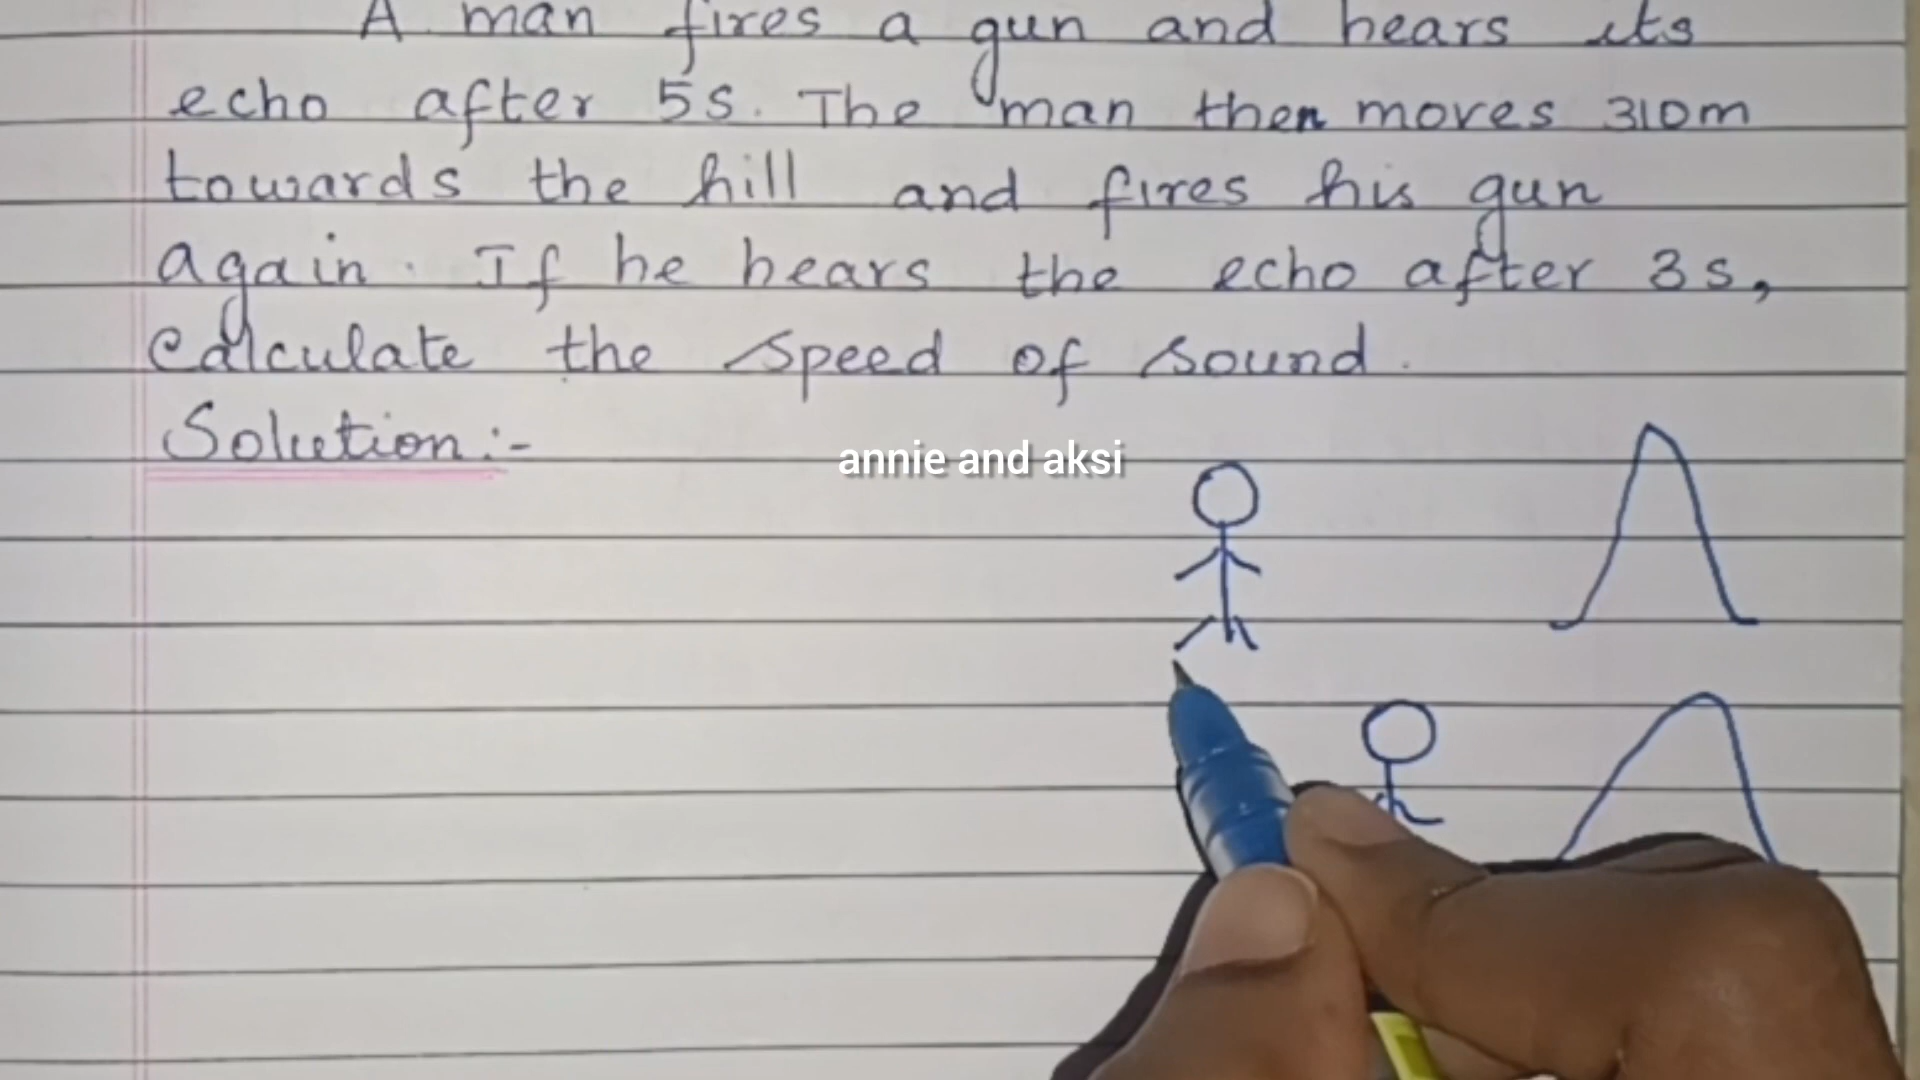 A man fires a gun and hears its
echo after 5s. The man then moves 310m
towards the hill and fires his gun
again. If he hears the echo after 3s,
calculate the speed of sound.
Solution:-
annie and aksi